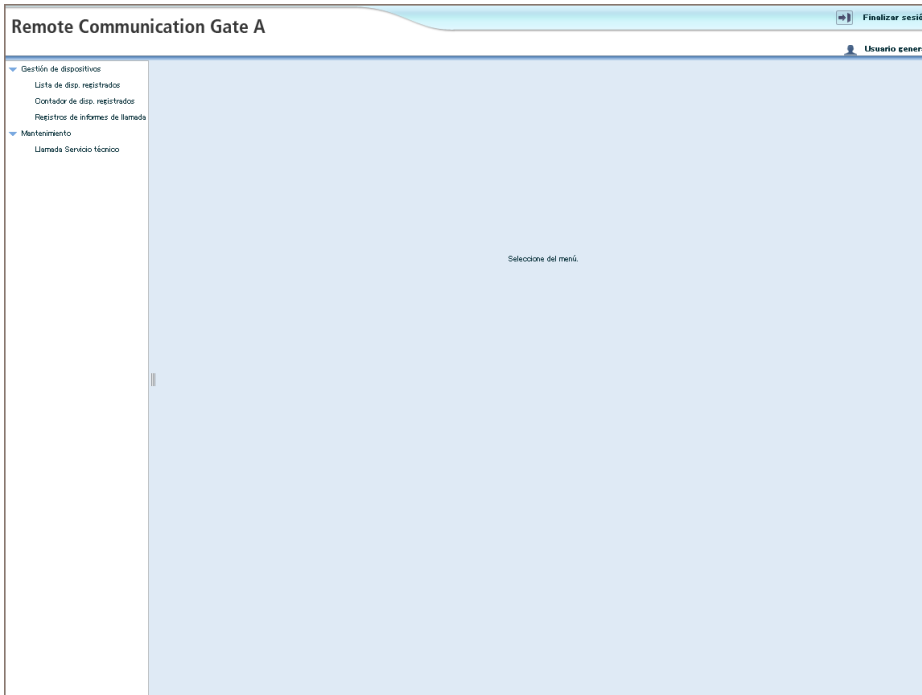 Remote Communication Gate A
Finalizar sesió
Usuario gener
Gestión de dispositivos
Lista de disp. registrados
Contador de disp. registrados
Registros de informes de llamada
Mantenimiento
Llamada Servicio técnico
Seleccione del menú.